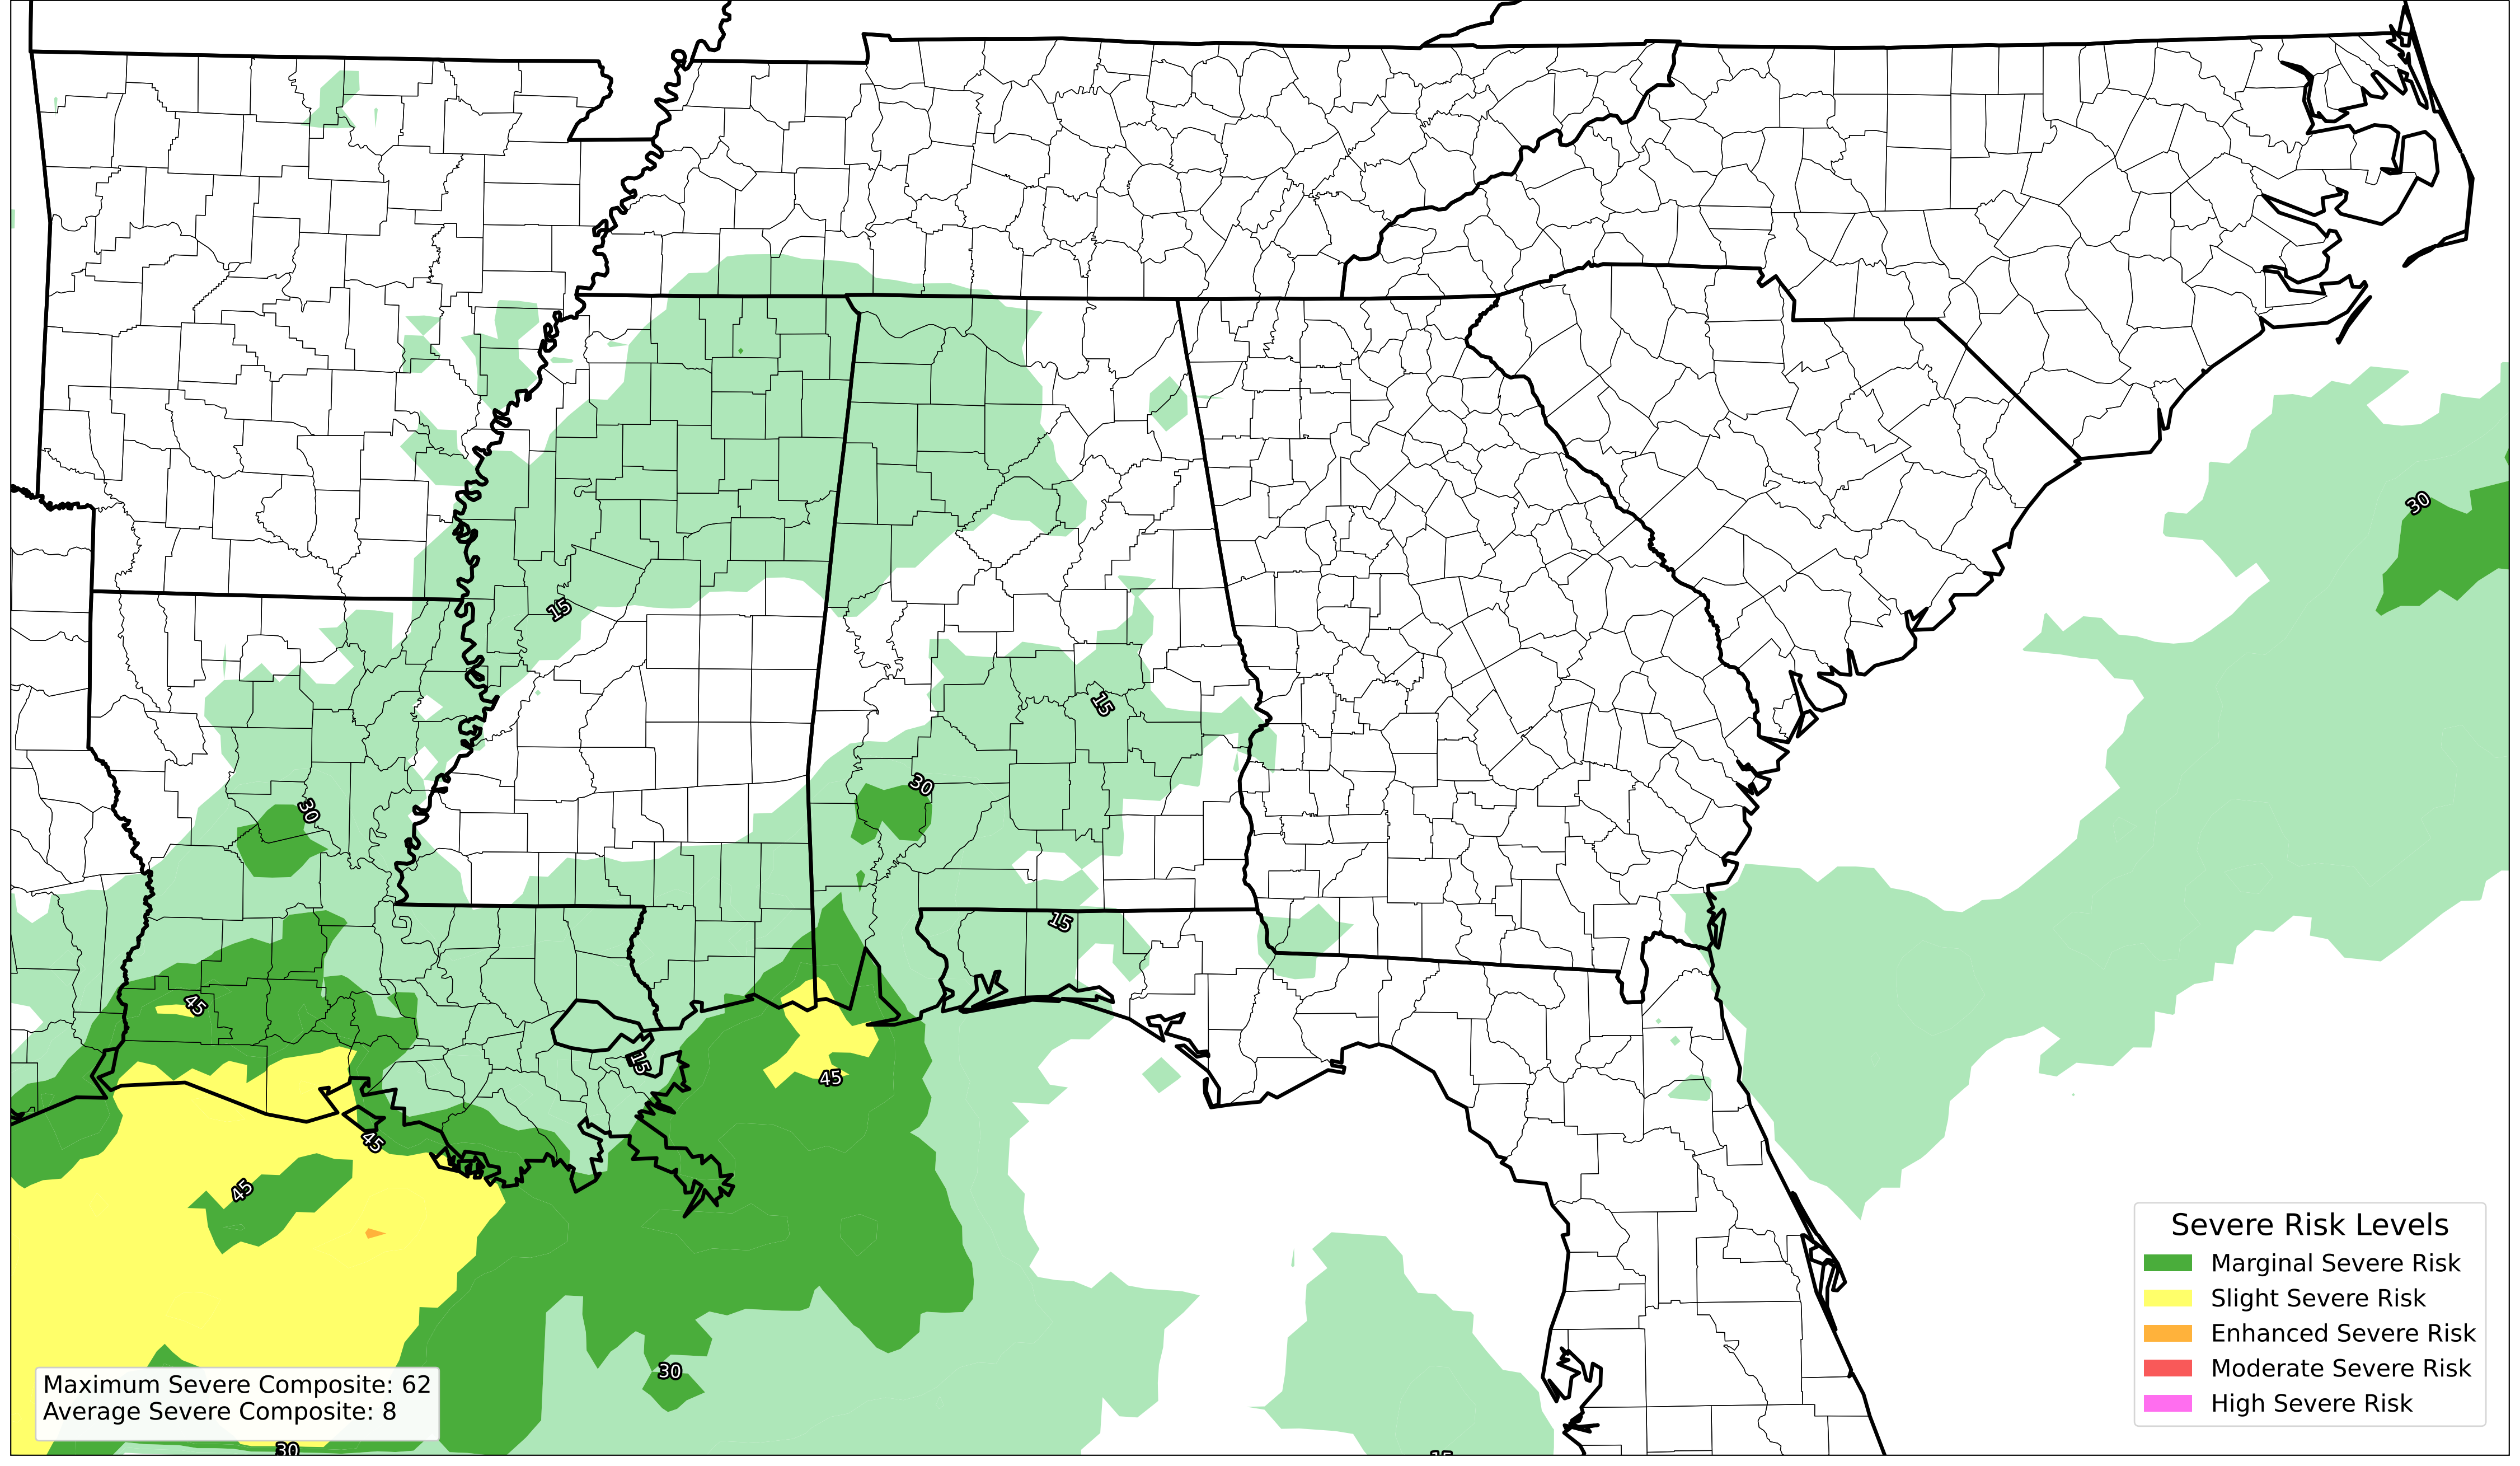 30
15
15
30
30
15
45
15
45
45
45
30
30
15
Severe Risk Levels
Marginal Severe Risk
Slight Severe Risk
Enhanced Severe Risk
Moderate Severe Risk
High Severe Risk
Maximum Severe Composite: 62
Average Severe Composite: 8